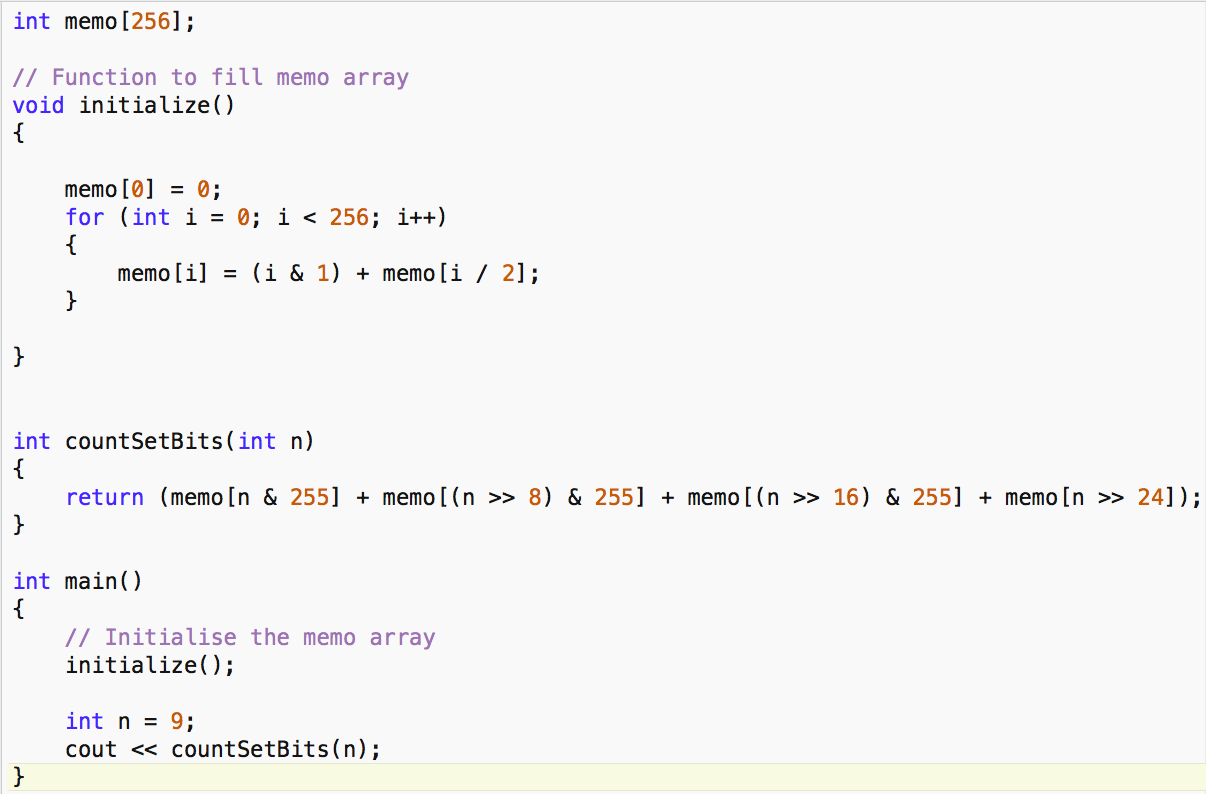 int memo[256];
// Function to fill memo array
void initialize()
{
memo[0] = 0;
for (int i = 0; i < 256; i++)
{
memo[i] = (i & 1) + memo[i / 2];
}
}
int countSetBits(int n)
{
return (memo[n & 255] + memo[(n >> 8) & 255] + memo[(n >> 16) & 255] + memo[n >> 24]);
}
int main()
{
// Initialise the memo array
initialize();
int n = 9;
cout << countSetBits(n);
}